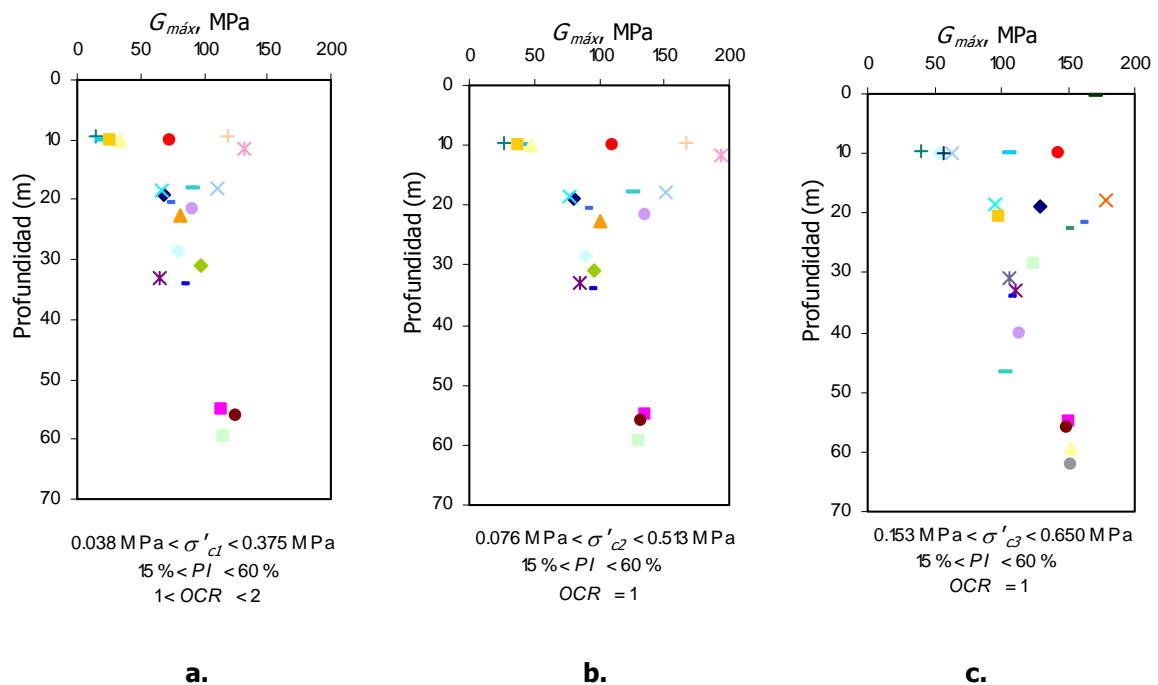 G máx, MPa
0 50 100 150 200
Profundidad (m)
0
10
20
30
40
50
60
70
0.038 MPa < σ'c1 < 0.375 MPa
15 % < PI < 60 %
1 < OCR < 2
a.
G máx, MPa
0 50 100 150 200
Profundidad (m)
0
10
20
30
40
50
60
70
0.076 MPa < σ'c2 < 0.513 MPa
15 % < PI < 60 %
OCR = 1
b.
G máx, MPa
0 50 100 150 200
Profundidad (m)
0
10
20
30
40
50
60
70
0.153 MPa < σ'c3 < 0.650 MPa
15 % < PI < 60 %
OCR = 1
c.